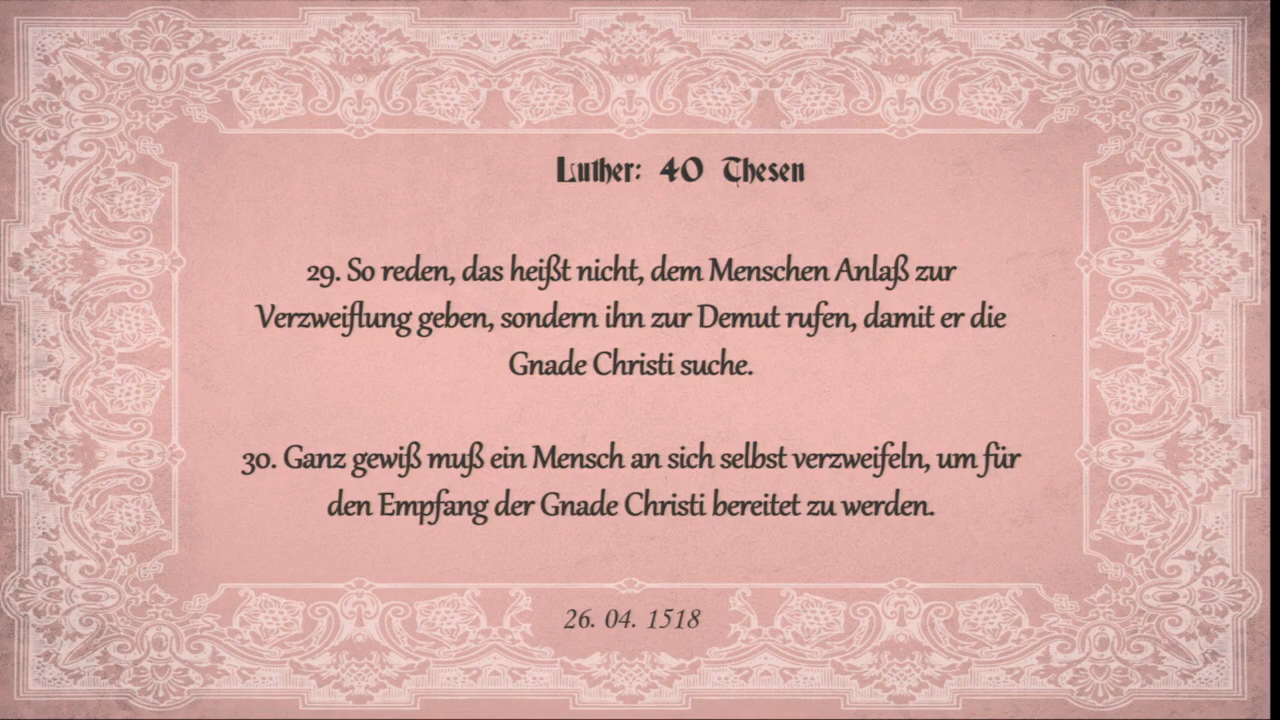 Luther: 40 Thesen
29. So reden, das heißt nicht, dem Menschen Anlaß zur
Verzweiflung geben, sondern ihn zur Demut rufen, damit er die
Gnade Christi suche.
30. Ganz gewiß muß ein Mensch an sich selbst verzweifeln, um für
den Empfang der Gnade Christi bereitet zu werden.
26. 04. 1518